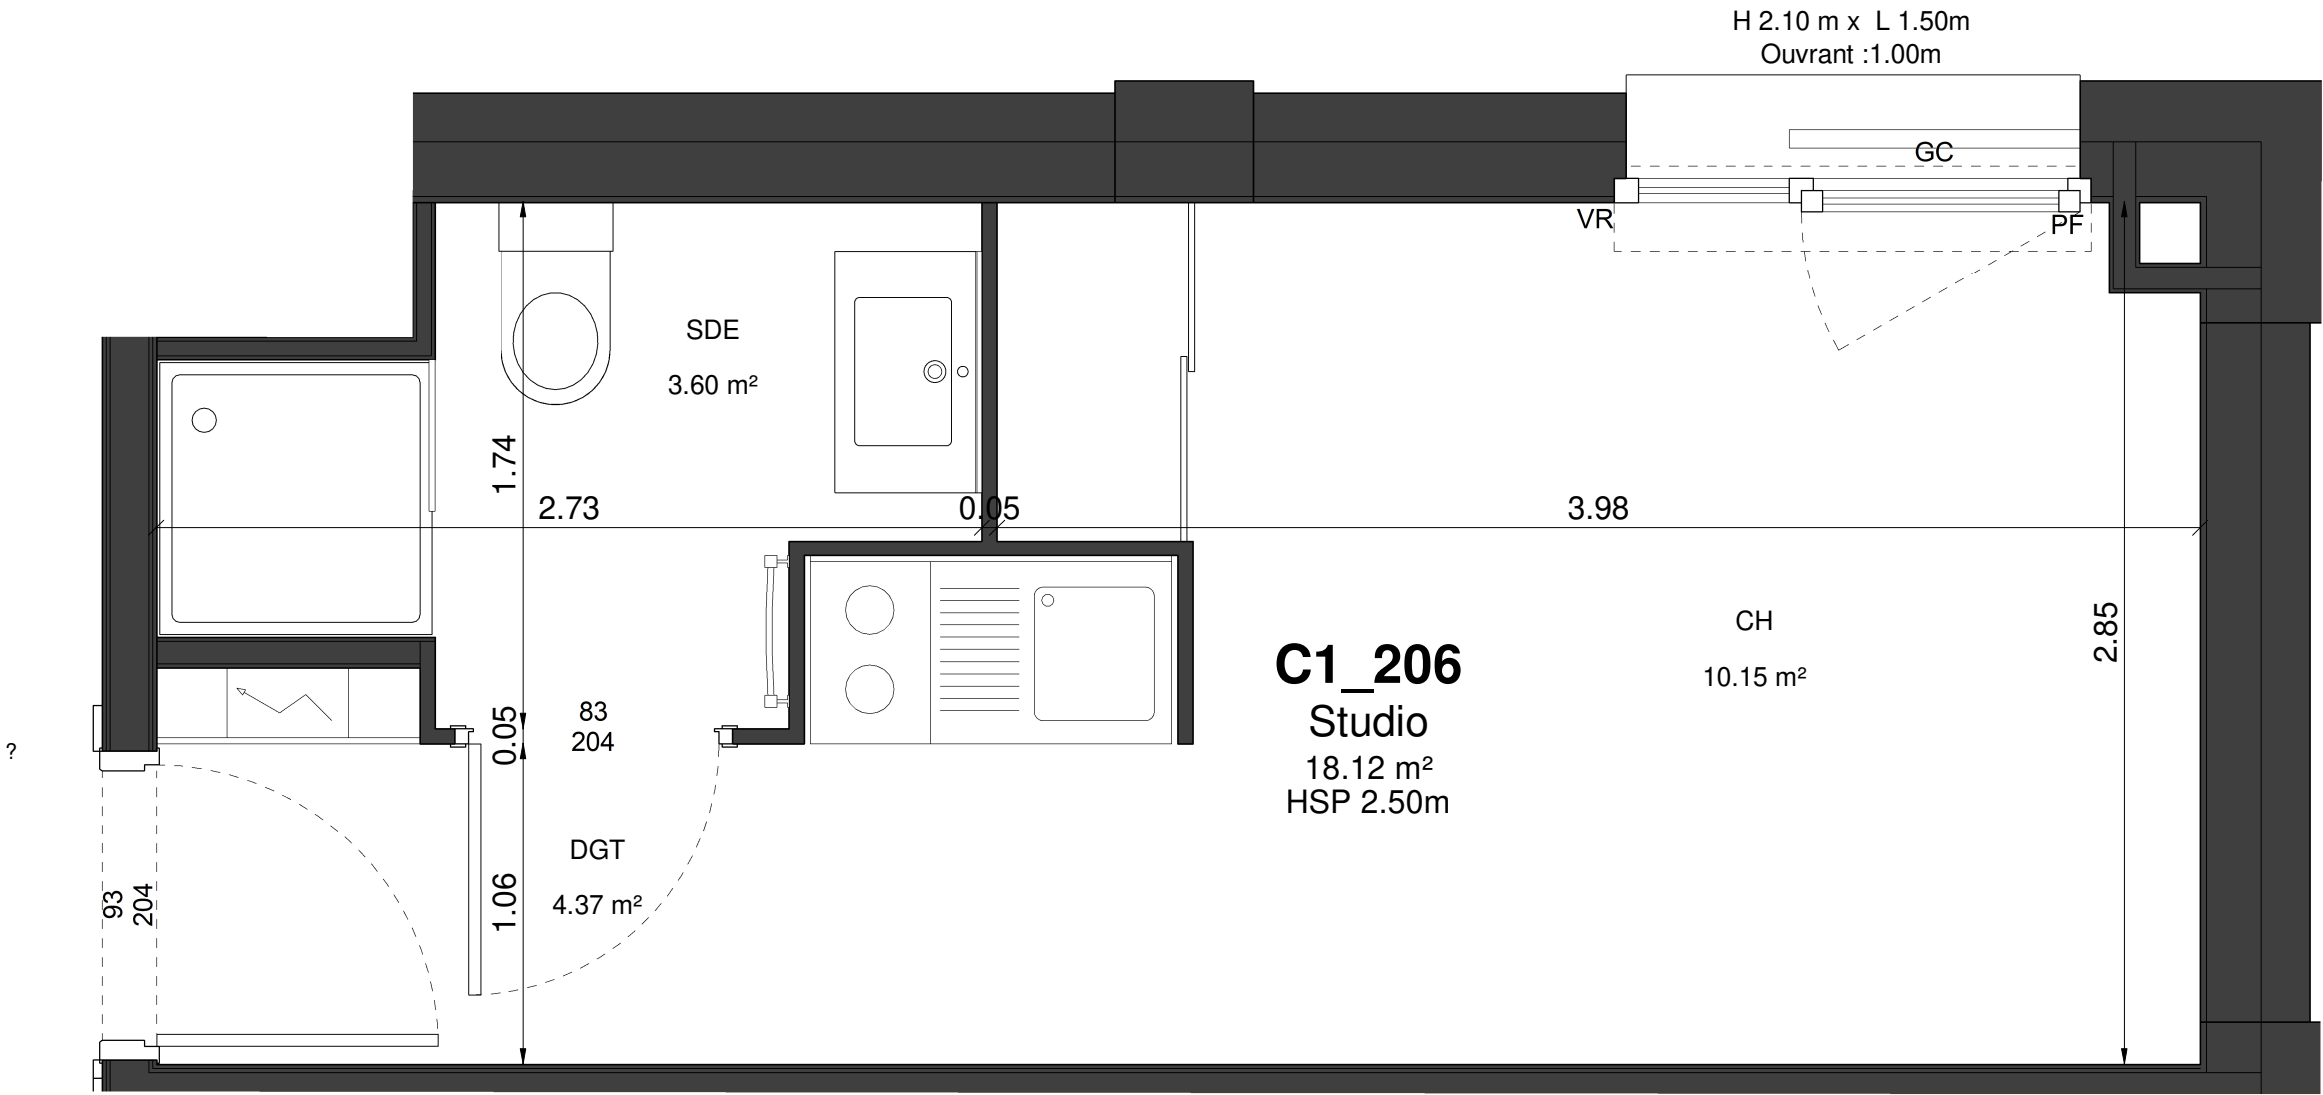 H 2.10 m x  L 1.50m
Ouvrant :1.00m
GC
VR
PF
SDE
3.60 m²
1.74
2.73
0.05
3.98
CH
10.15 m²
2.85
C1_206
Studio
18.12 m²
HSP 2.50m
83
204
0.05
?
DGT
4.37 m²
1.06
93
204